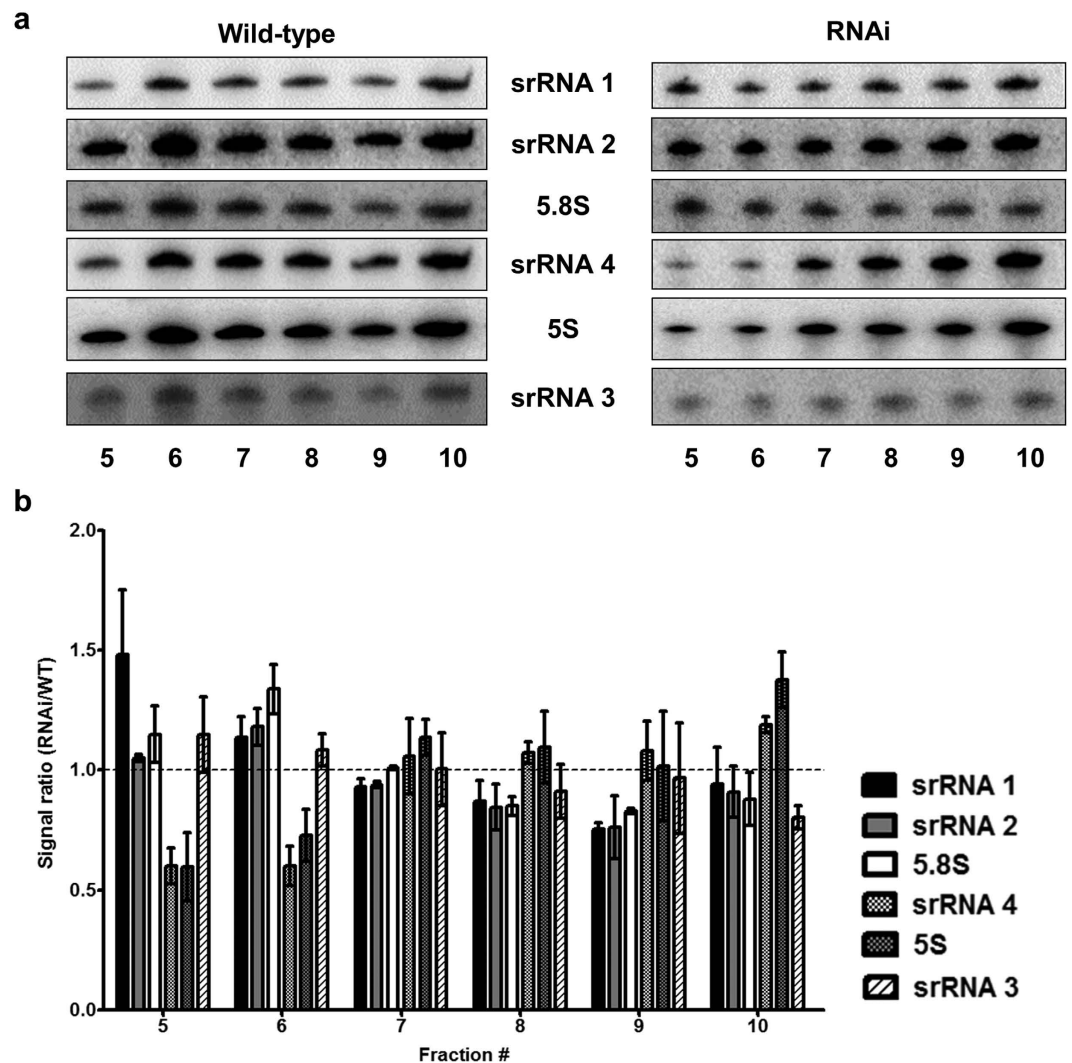 a
Wild-type
RNAi
srRNA 1
srRNA 2
5.8S
srRNA 4
5S
srRNA 3
5 6 7 8 9 10
5 6 7 8 9 10
b
2.0
1.5
1.0
0.5
0.0
Signal ratio (RNAi/WT)
5 6 7 8 9 10
Fraction #
srRNA 1
srRNA 2
5.8S
srRNA 4
5S
srRNA 3